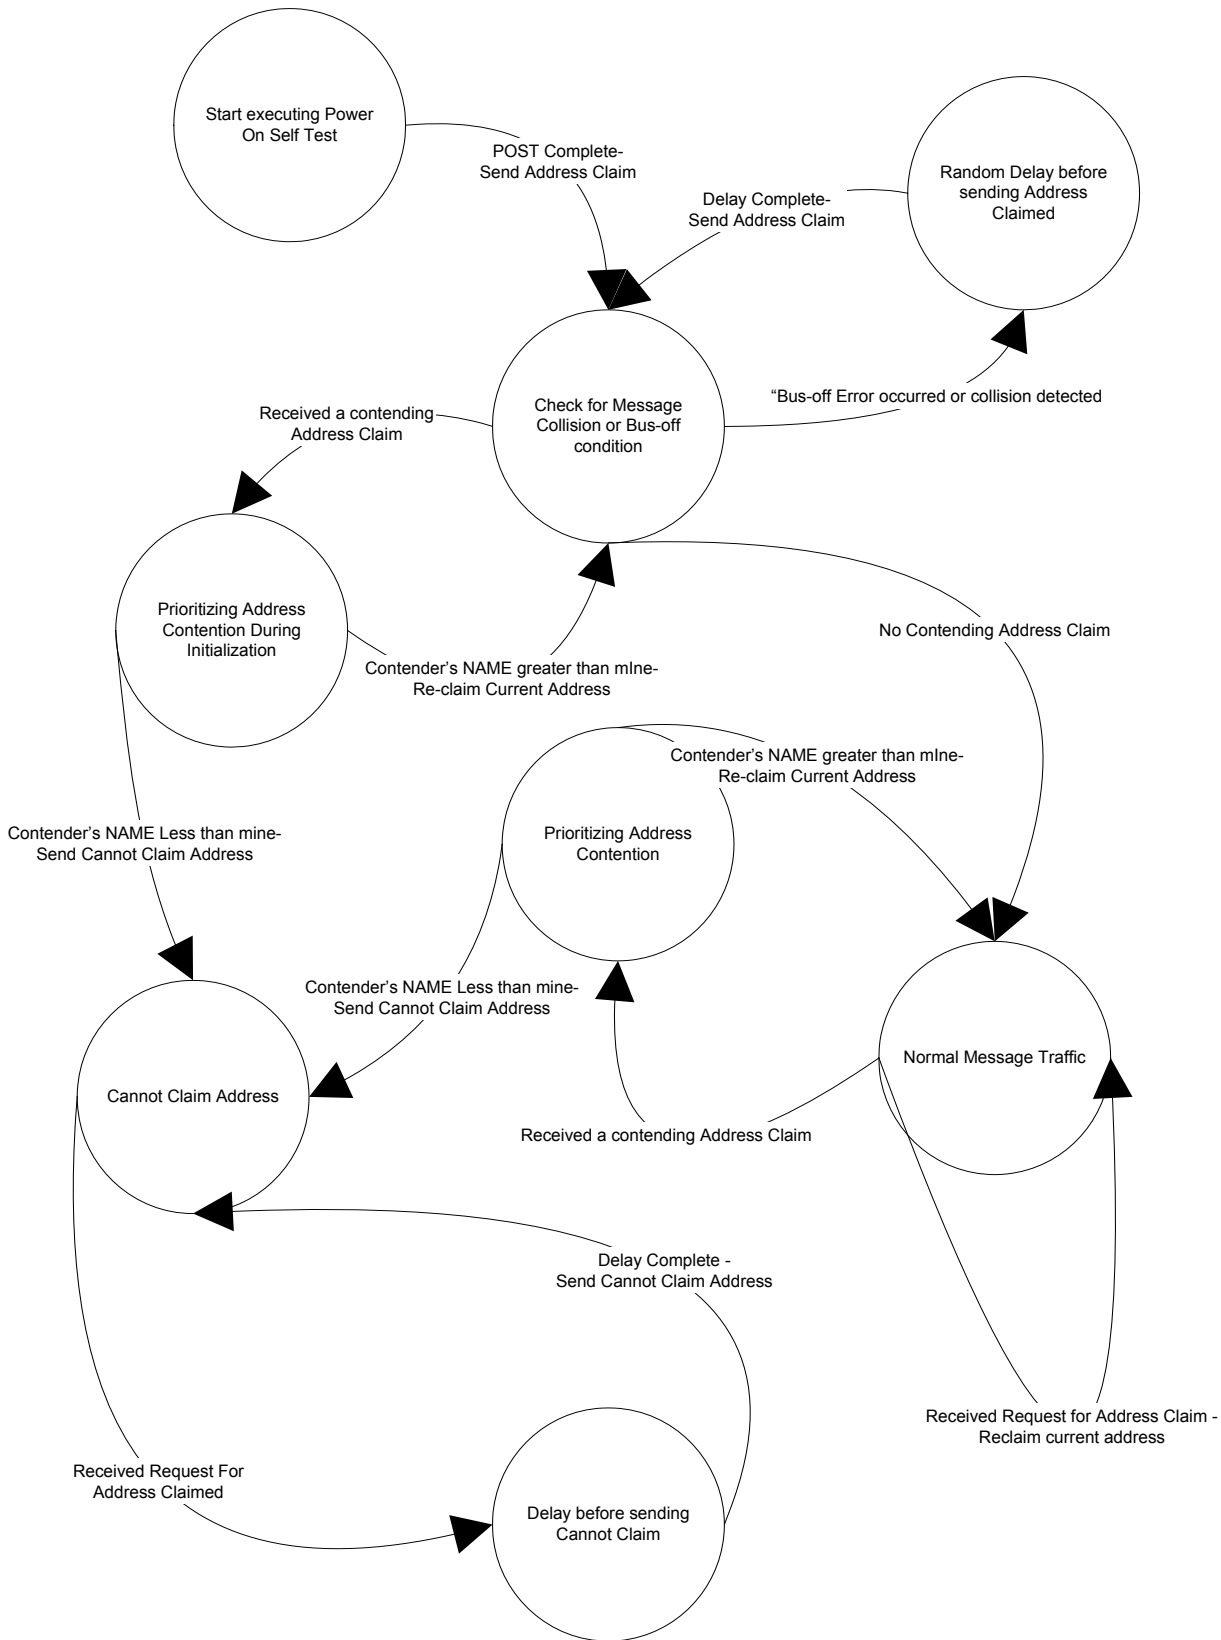 Start executing Power
On Self Test
POST Complete-
Send Address Claim
Random Delay before
sending Address
Claimed
Delay Complete-
Send Address Claim
Check for Message
Collision or Bus-off
condition
“Bus-off Error occurred or collision detected
Received a contending
Address Claim
Prioritizing Address
Contention During
Initialization
Contender’s NAME greater than mIne-
Re-claim Current Address
No Contending Address Claim
Contender’s NAME greater than mIne-
Re-claim Current Address
Contender’s NAME Less than mine-
Send Cannot Claim Address
Prioritizing Address
Contention
Contender’s NAME Less than mine-
Send Cannot Claim Address
Normal Message Traffic
Cannot Claim Address
Received a contending Address Claim
Delay Complete -
Send Cannot Claim Address
Received Request for Address Claim -
Reclaim current address
Received Request For
Address Claimed
Delay before sending
Cannot Claim